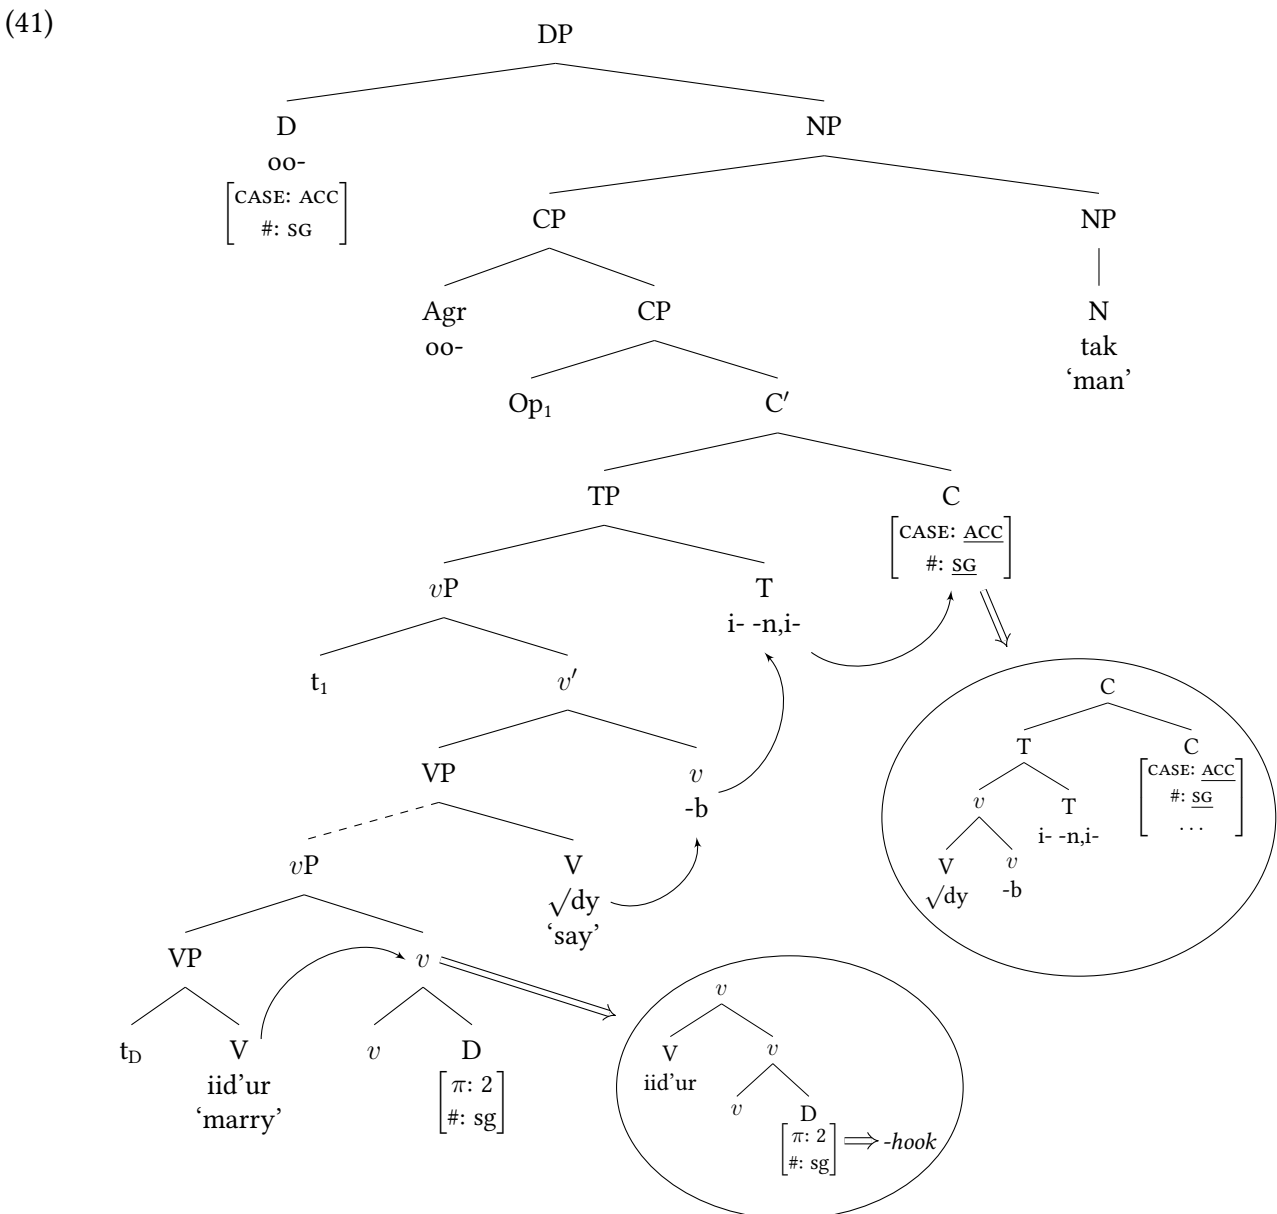 (41)
DP
D NP
oo-
[CASE: ACC
#: SG]
CP NP
Agr CP N
oo- tak
‘man’
Op₁ C′
TP C
[CASE: ACC
#: SG]
vP T
i- -n,i-
t₁ v′
C
VP v T C
-b [CASE: ACC
#: SG
. . .]
v T
i- -n,i-
vP V V v
√dy √dy -b
‘say’
VP v
v
t_D V v D V v
iid’ur [π: 2 iid’ur
‘marry’ #: sg] v D
[π: 2 -hook
#: sg]